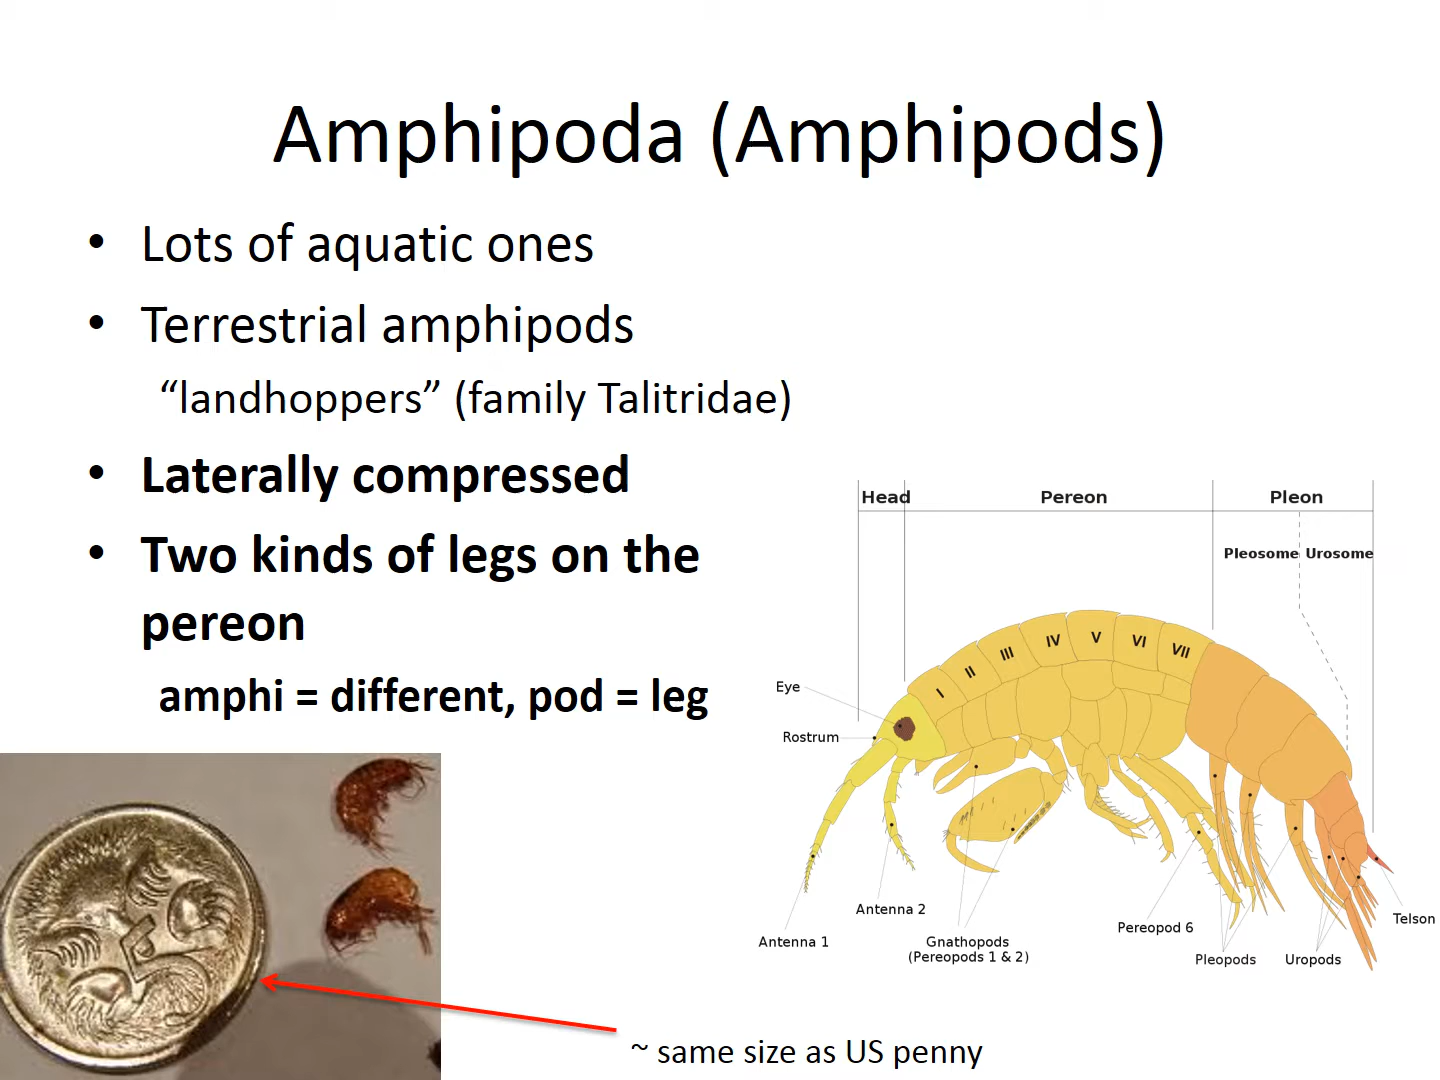 Amphipoda (Amphipods)
• Lots of aquatic ones
• Terrestrial amphipods
“landhoppers” (family Talitridae)
• Laterally compressed
• Two kinds of legs on the
pereon
amphi = different, pod = leg
Head Pereon Pleon
Pleosome Urosome
I II III IV V VI VII
Eye
Rostrum
Antenna 1
Antenna 2
Gnathopods
(Pereopods 1 & 2)
Pereopod 6
Pleopods
Uropods
Telson
5
~ same size as US penny